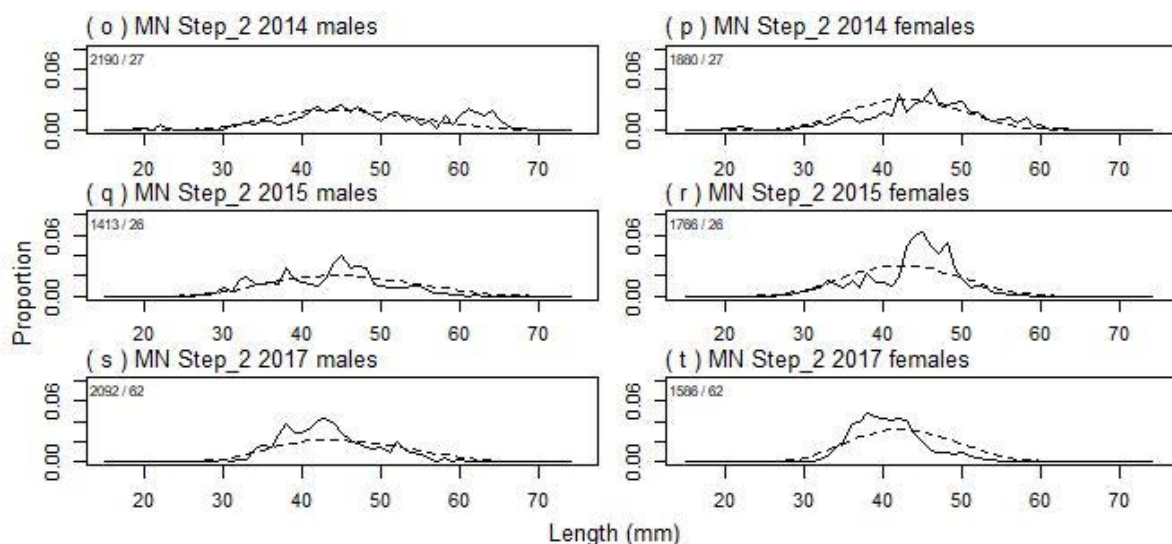 ( o ) MN Step_2 2014 males
( p ) MN Step_2 2014 females
2190 / 27
1880 / 27
0.00 0.06
0.00 0.06
20 30 40 50 60 70
20 30 40 50 60 70
( q ) MN Step_2 2015 males
( r ) MN Step_2 2015 females
1413 / 26
1766 / 26
0.00 0.06
0.00 0.06
20 30 40 50 60 70
20 30 40 50 60 70
( s ) MN Step_2 2017 males
( t ) MN Step_2 2017 females
2092 / 62
1586 / 62
0.00 0.06
0.00 0.06
20 30 40 50 60 70
20 30 40 50 60 70
Proportion
Length (mm)